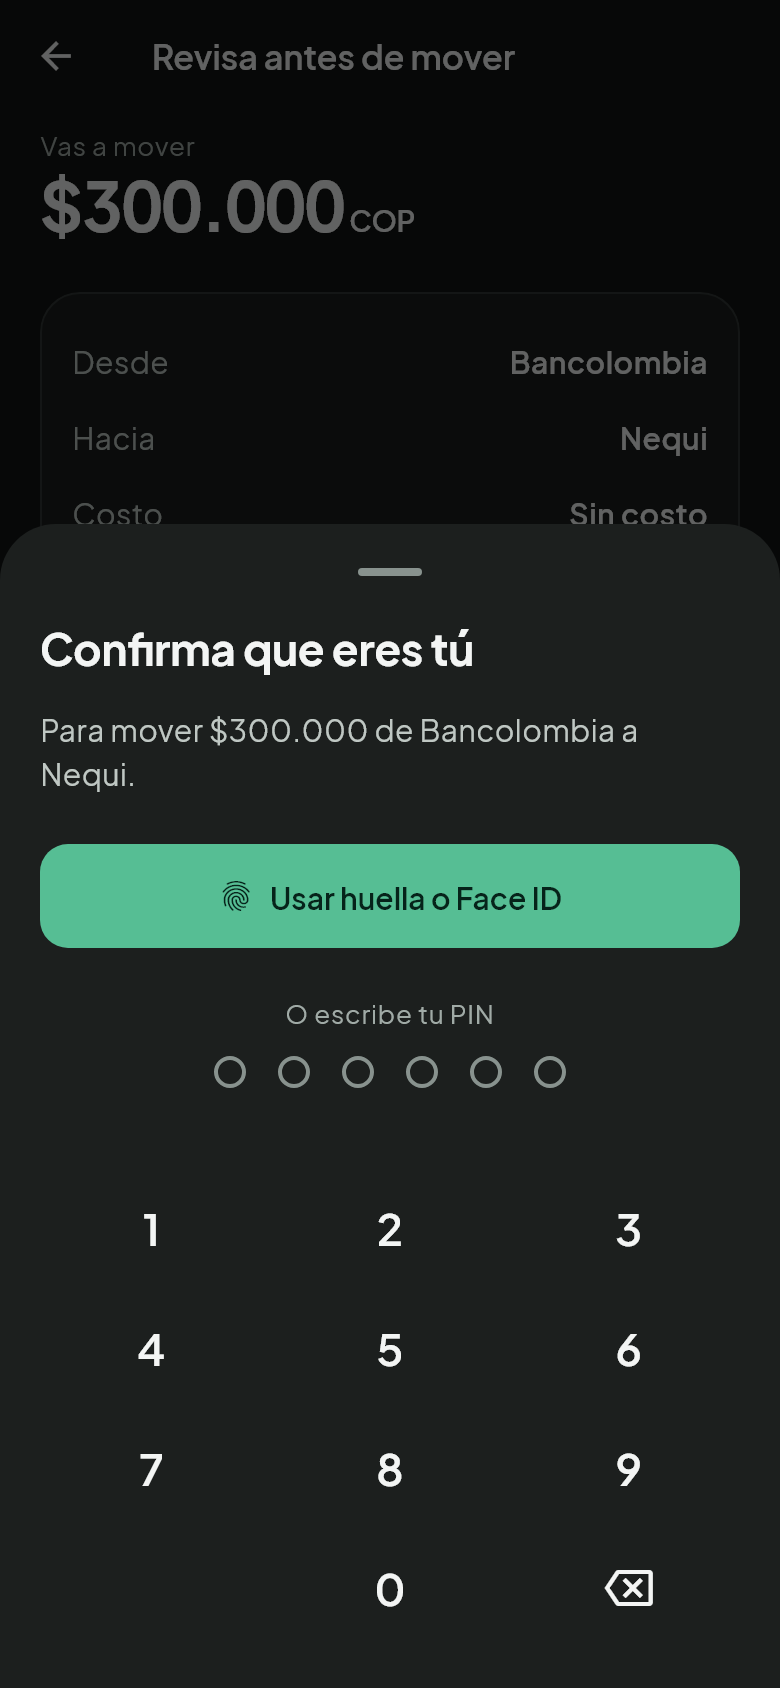 Revisa antes de mover
Vas a mover
$300.000 COP
Desde Bancolombia
Hacia Nequi
Costo Sin costo
Confirma que eres tú
Para mover $300.000 de Bancolombia a
Nequi.
Usar huella o Face ID
O escribe tu PIN
1 2 3
4 5 6
7 8 9
0